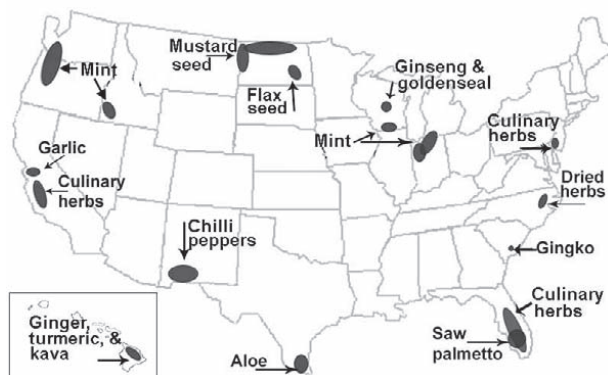 Mustard
seed
Mint
Flax
seed
Ginseng &
goldenseal
Mint
Culinary
herbs
Garlic
Culinary
herbs
Dried
herbs
Chilli
peppers
Gingko
Culinary
herbs
Ginger,
turmeric, &
kava
Aloe
Saw
palmetto